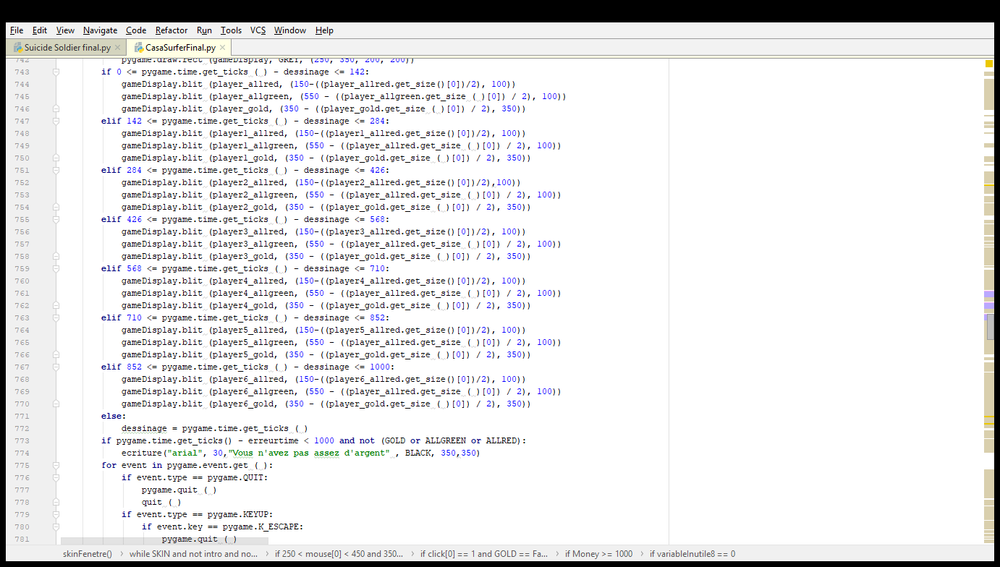 File Edit View Navigate Code Refactor Run Tools VCS Window Help
Suicide Soldier final.py × CasaSurferFinal.py ×
742 pygame.draw.rect (gameDisplay, GREY, (250, 350, 200, 200))
743 if 0 <= pygame.time.get_ticks ( ) - dessinage <= 142:
744 gameDisplay.blit (player_allred, (150-((player_allred.get_size()[0])/2), 100))
745 gameDisplay.blit (player_allgreen, (550 - ((player_allgreen.get_size ( )[0]) / 2), 100))
746 gameDisplay.blit (player_gold, (350 - ((player_gold.get_size ( )[0]) / 2), 350))
747 elif 142 <= pygame.time.get_ticks ( ) - dessinage <= 284:
748 gameDisplay.blit (player1_allred, (150-((player1_allred.get_size()[0])/2), 100))
749 gameDisplay.blit (player1_allgreen, (550 - ((player_allred.get_size ( )[0]) / 2), 100))
750 gameDisplay.blit (player1_gold, (350 - ((player_gold.get_size ( )[0]) / 2), 350))
751 elif 284 <= pygame.time.get_ticks ( ) - dessinage <= 426:
752 gameDisplay.blit (player2_allred, (150-((player2_allred.get_size()[0])/2),100))
753 gameDisplay.blit (player2_allgreen, (550 - ((player_allred.get_size ( )[0]) / 2), 100))
754 gameDisplay.blit (player2_gold, (350 - ((player_gold.get_size ( )[0]) / 2), 350))
755 elif 426 <= pygame.time.get_ticks ( ) - dessinage <= 568:
756 gameDisplay.blit (player3_allred, (150-((player3_allred.get_size()[0])/2), 100))
757 gameDisplay.blit (player3_allgreen, (550 - ((player_allred.get_size ( )[0]) / 2), 100))
758 gameDisplay.blit (player3_gold, (350 - ((player_gold.get_size ( )[0]) / 2), 350))
759 elif 568 <= pygame.time.get_ticks ( ) - dessinage <= 710:
760 gameDisplay.blit (player4_allred, (150-((player4_allred.get_size()[0])/2), 100))
761 gameDisplay.blit (player4_allgreen, (550 - ((player_allred.get_size ( )[0]) / 2), 100))
762 gameDisplay.blit (player4_gold, (350 - ((player_gold.get_size ( )[0]) / 2), 350))
763 elif 710 <= pygame.time.get_ticks ( ) - dessinage <= 852:
764 gameDisplay.blit (player5_allred, (150-((player5_allred.get_size()[0])/2), 100))
765 gameDisplay.blit (player5_allgreen, (550 - ((player_allred.get_size ( )[0]) / 2), 100))
766 gameDisplay.blit (player5_gold, (350 - ((player_gold.get_size ( )[0]) / 2), 350))
767 elif 852 <= pygame.time.get_ticks ( ) - dessinage <= 1000:
768 gameDisplay.blit (player6_allred, (150-((player6_allred.get_size()[0])/2), 100))
769 gameDisplay.blit (player6_allgreen, (550 - ((player_allred.get_size ( )[0]) / 2), 100))
770 gameDisplay.blit (player6_gold, (350 - ((player_gold.get_size ( )[0]) / 2), 350))
771 else:
772 dessinage = pygame.time.get_ticks ( )
773 if pygame.time.get_ticks() - erreurtime < 1000 and not (GOLD or ALLGREEN or ALLRED):
774 ecriture("arial", 30,"Vous n'avez pas assez d'argent" , BLACK, 350,350)
775 for event in pygame.event.get ( ):
776 if event.type == pygame.QUIT:
777 pygame.quit ( )
778 quit ( )
779 if event.type == pygame.KEYUP:
780 if event.key == pygame.K_ESCAPE:
781 pygame.quit ( )
skinFenetre() › while SKIN and not intro and no... › if 250 < mouse[0] < 450 and 350... › if click[0] == 1 and GOLD == Fa... › if Money >= 1000 › if variableInutile8 == 0